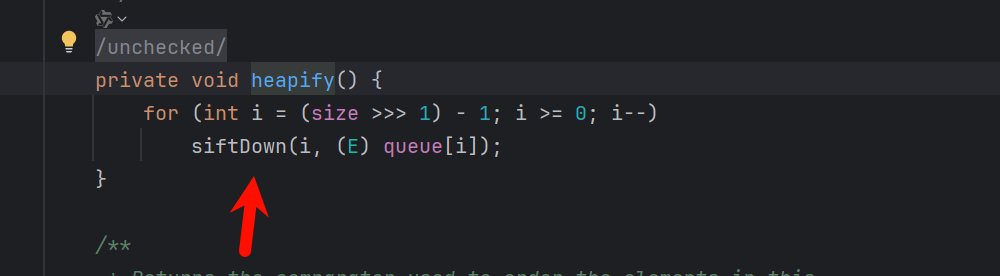 /unchecked/
private void heapify() {
for (int i = (size >>> 1) - 1; i >= 0; i--)
siftDown(i, (E) queue[i]);
}
/**
* Returns the comparator used to order the elements in this